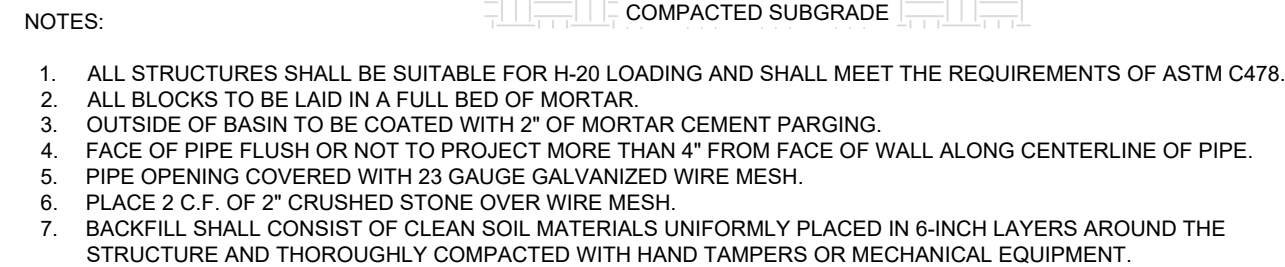 COMPACTED SUBGRADE
NOTES:
1. ALL STRUCTURES SHALL BE SUITABLE FOR H-20 LOADING AND SHALL MEET THE REQUIREMENTS OF ASTM C478.
2. ALL BLOCKS TO BE LAID IN A FULL BED OF MORTAR.
3. OUTSIDE OF BASIN TO BE COATED WITH 2" OF MORTAR CEMENT PARGING.
4. FACE OF PIPE FLUSH OR NOT TO PROJECT MORE THAN 4" FROM FACE OF WALL ALONG CENTERLINE OF PIPE.
5. PIPE OPENING COVERED WITH 23 GAUGE GALVANIZED WIRE MESH.
6. PLACE 2 C.F. OF 2" CRUSHED STONE OVER WIRE MESH.
7. BACKFILL SHALL CONSIST OF CLEAN SOIL MATERIALS UNIFORMLY PLACED IN 6-INCH LAYERS AROUND THE
STRUCTURE AND THOROUGHLY COMPACTED WITH HAND TAMPERS OR MECHANICAL EQUIPMENT.